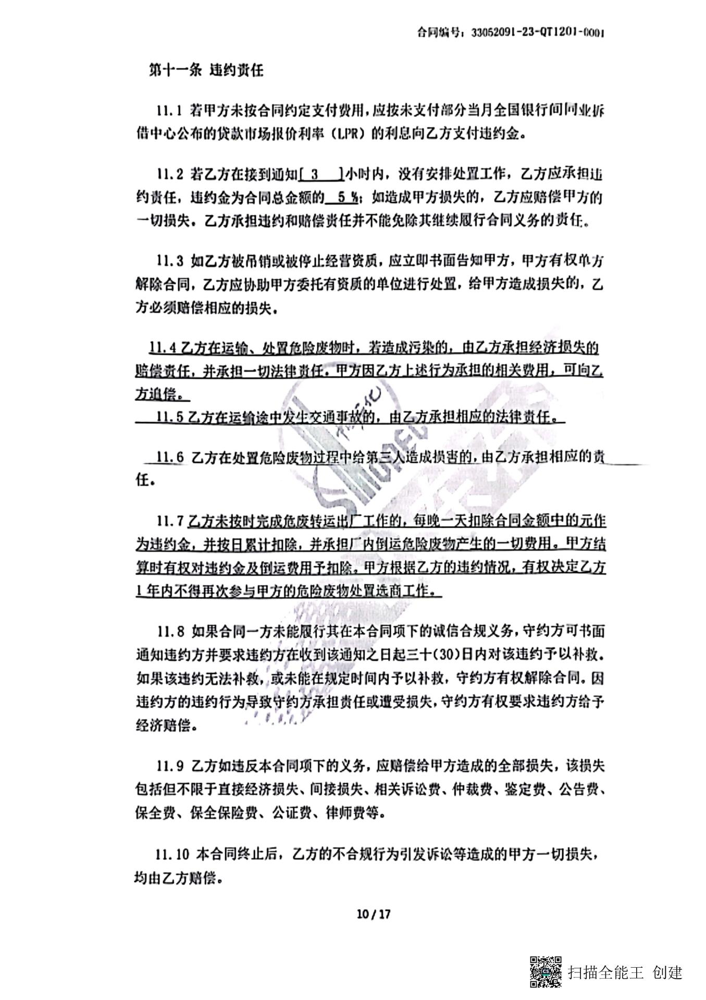 合同编号：33052091-23-QT1201-0001
第十一条 违约责任
11.1 若甲方未按合同约定支付费用，应按未支付部分当月全国银行间同业拆
借中心公布的贷款市场报价利率（LPR）的利息向乙方支付违约金。
11.2 若乙方在接到通知[ 3 ]小时内，没有安排处置工作，乙方应承担违
约责任，违约金为合同总金额的 5 %；如造成甲方损失的，乙方应赔偿甲方的
一切损失。乙方承担违约和赔偿责任并不能免除其继续履行合同义务的责任。
11.3 如乙方被吊销或被停止经营资质，应立即书面告知甲方，甲方有权单方
解除合同，乙方应协助甲方委托有资质的单位进行处置，给甲方造成损失的，乙
方必须赔偿相应的损失。
11.4 乙方在运输、处置危险废物时，若造成污染的，由乙方承担经济损失的
赔偿责任，并承担一切法律责任。甲方因乙方上述行为承担的相关费用，可向乙
方追偿。
11.5 乙方在运输途中发生交通事故的，由乙方承担相应的法律责任。
11.6 乙方在处置危险废物过程中给第三人造成损害的，由乙方承担相应的责
任。
11.7 乙方未按时完成危废转运出厂工作的，每晚一天扣除合同金额中的元作
为违约金，并按日累计扣除，并承担厂内倒运危险废物产生的一切费用。甲方结
算时有权对违约金及倒运费用予扣除。甲方根据乙方的违约情况，有权决定乙方
1 年内不得再次参与甲方的危险废物处置选商工作。
11.8 如果合同一方未能履行其在本合同项下的诚信合规义务，守约方可书面
通知违约方并要求违约方在收到该通知之日起三十(30)日内对该违约予以补救。
如果该违约无法补救，或未能在规定时间内予以补救，守约方有权解除合同。因
违约方的违约行为导致守约方承担责任或遭受损失，守约方有权要求违约方给予
经济赔偿。
11.9 乙方如违反本合同项下的义务，应赔偿给甲方造成的全部损失，该损失
包括但不限于直接经济损失、间接损失、相关诉讼费、仲裁费、鉴定费、公告费、
保全费、保全保险费、公证费、律师费等。
11.10 本合同终止后，乙方的不合规行为引发诉讼等造成的甲方一切损失，
均由乙方赔偿。
10 / 17
SINOPEC
扫描全能王 创建